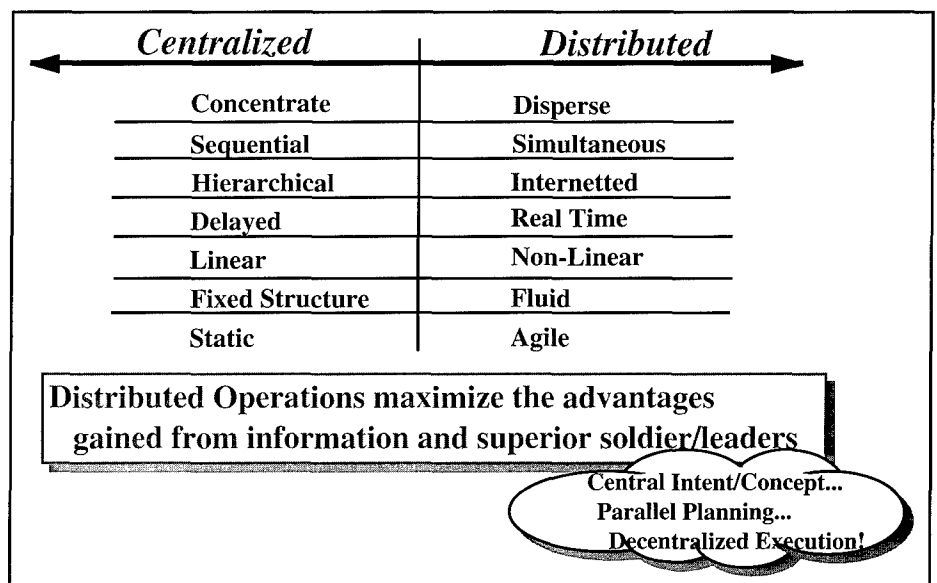 Centralized Distributed
Concentrate Disperse
Sequential Simultaneous
Hierarchical Internetted
Delayed Real Time
Linear Non-Linear
Fixed Structure Fluid
Static Agile
Distributed Operations maximize the advantages
gained from information and superior soldier/leaders
Central Intent/Concept...
Parallel Planning...
Decentralized Execution!